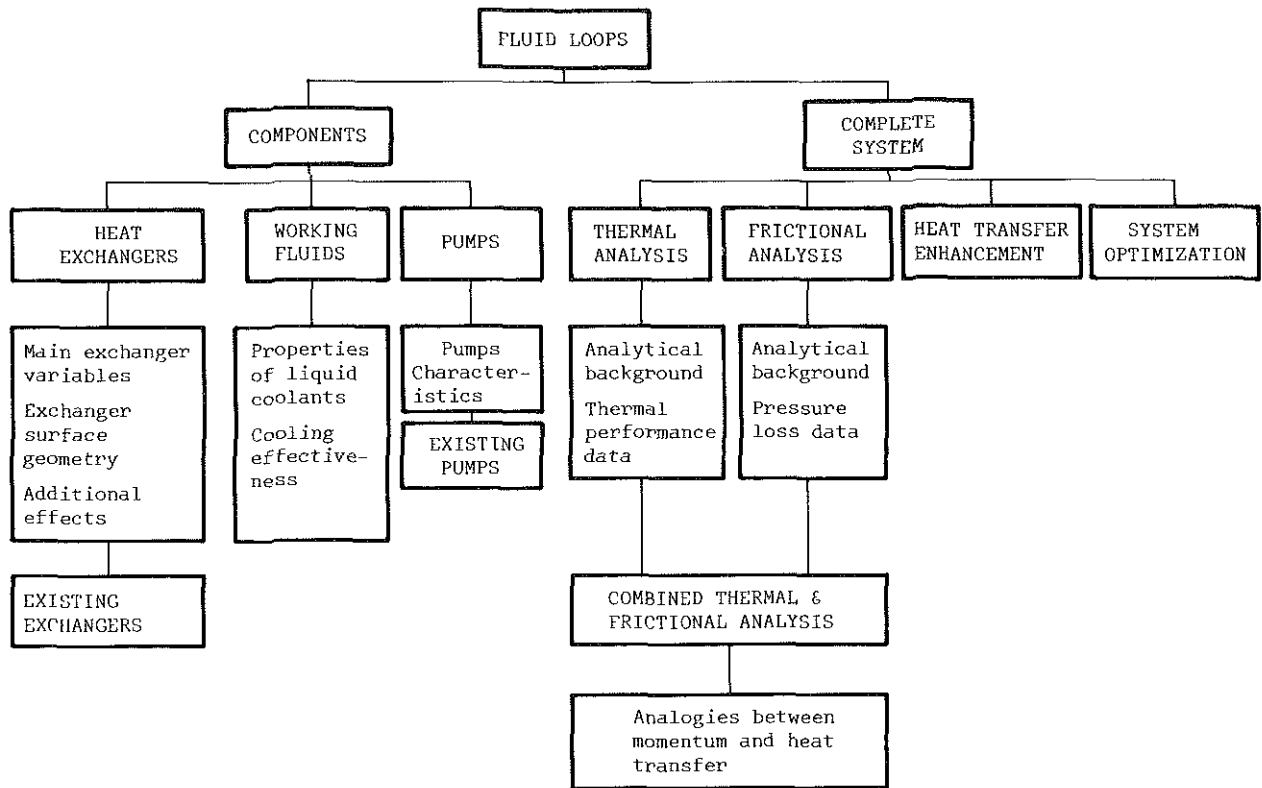 FLUID LOOPS
COMPONENTS
COMPLETE
SYSTEM
HEAT
EXCHANGERS
WORKING
FLUIDS
PUMPS
THERMAL
ANALYSIS
FRICTIONAL
ANALYSIS
HEAT TRANSFER
ENHANCEMENT
SYSTEM
OPTIMIZATION
Main exchanger
variables
Exchanger
surface
geometry
Additional
effects
Properties
of liquid
coolants
Cooling
effective-
ness
Pumps
Character-
istics
EXISTING
PUMPS
Analytical
background
Thermal
performance
data
Analytical
background
Pressure
loss data
EXISTING
EXCHANGERS
COMBINED THERMAL &
FRICTIONAL ANALYSIS
Analogies between
momentum and heat
transfer